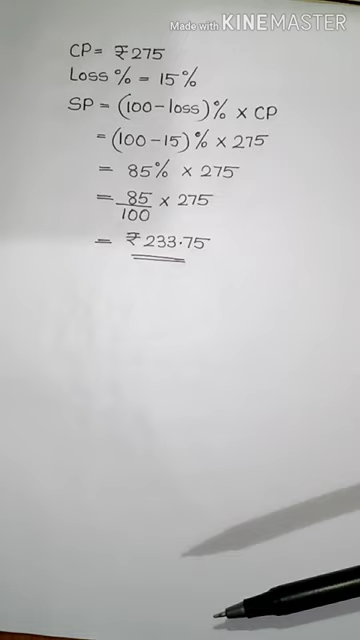 Made with KINEMASTER
CP = ₹275
Loss % = 15%
SP = (100-loss)% × CP
= (100-15)% × 275
= 85% × 275
= 85/100 × 275
= ₹233.75